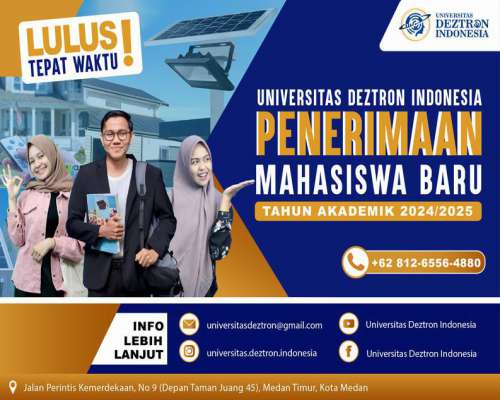 LULUS!
TEPAT WAKTU
UNIVERSITAS
DEZTRON
INDONESIA
UNIVERSITAS DEZTRON INDONESIA
PENERIMAAN
MAHASISWA BARU
TAHUN AKADEMIK 2024/2025
+62 812-6556-4880
INFO
LEBIH
LANJUT
universitasdeztron@gmail.com
Universitas Deztron Indonesia
universitas.deztron.indonesia
Universitas Deztron Indonesia
Jalan Perintis Kemerdekaan, No 9 (Depan Taman Juang 45), Medan Timur, Kota Medan